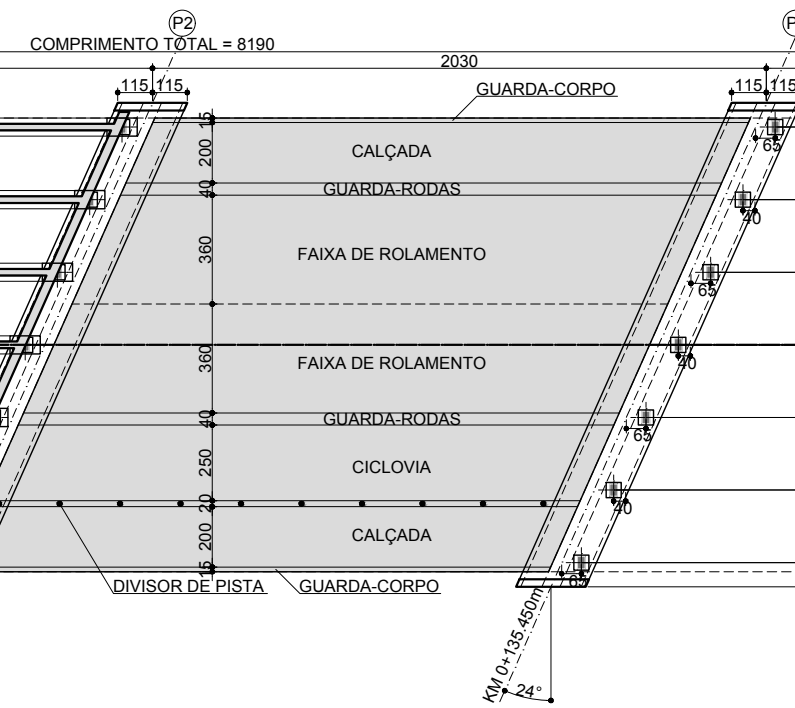 P2
P
COMPRIMENTO TOTAL = 8190
2030
115 115
115 115
GUARDA-CORPO
15
200
CALÇADA
65
40
GUARDA-RODAS
40
360
FAIXA DE ROLAMENTO
65
360
FAIXA DE ROLAMENTO
40
40
GUARDA-RODAS
65
250
CICLOVIA
20
40
200
CALÇADA
15
65
DIVISOR DE PISTA
GUARDA-CORPO
KM 0+135.450m
24°